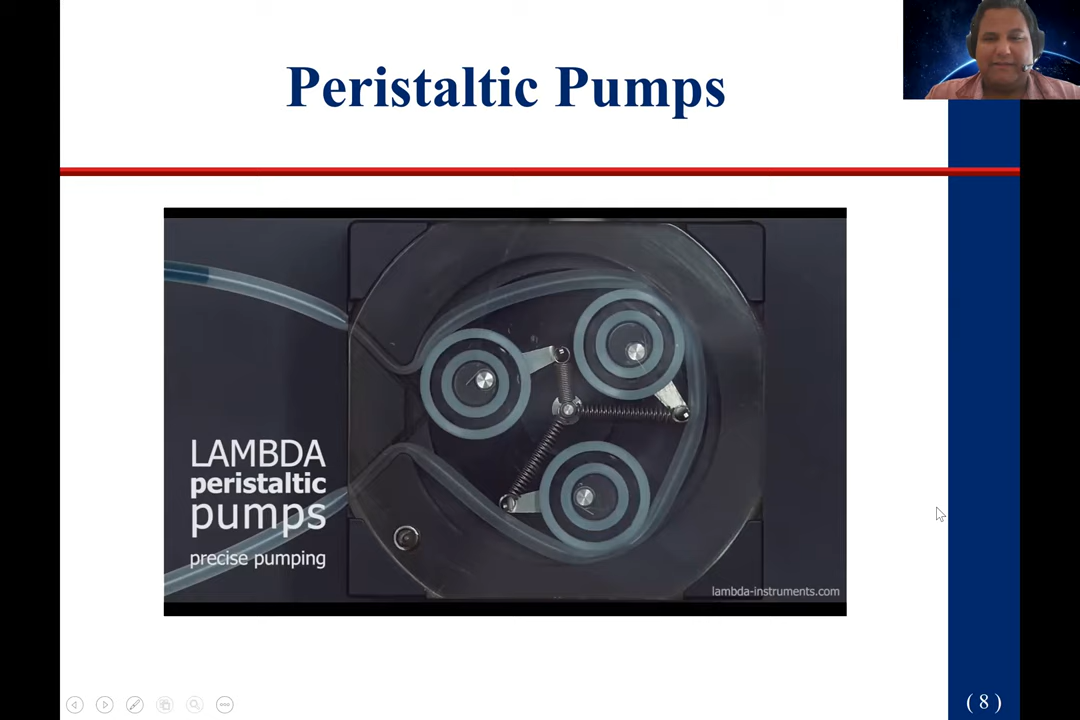 Peristaltic Pumps
LAMBDA
peristaltic
pumps
precise pumping
lambda-instruments.com
( 8 )